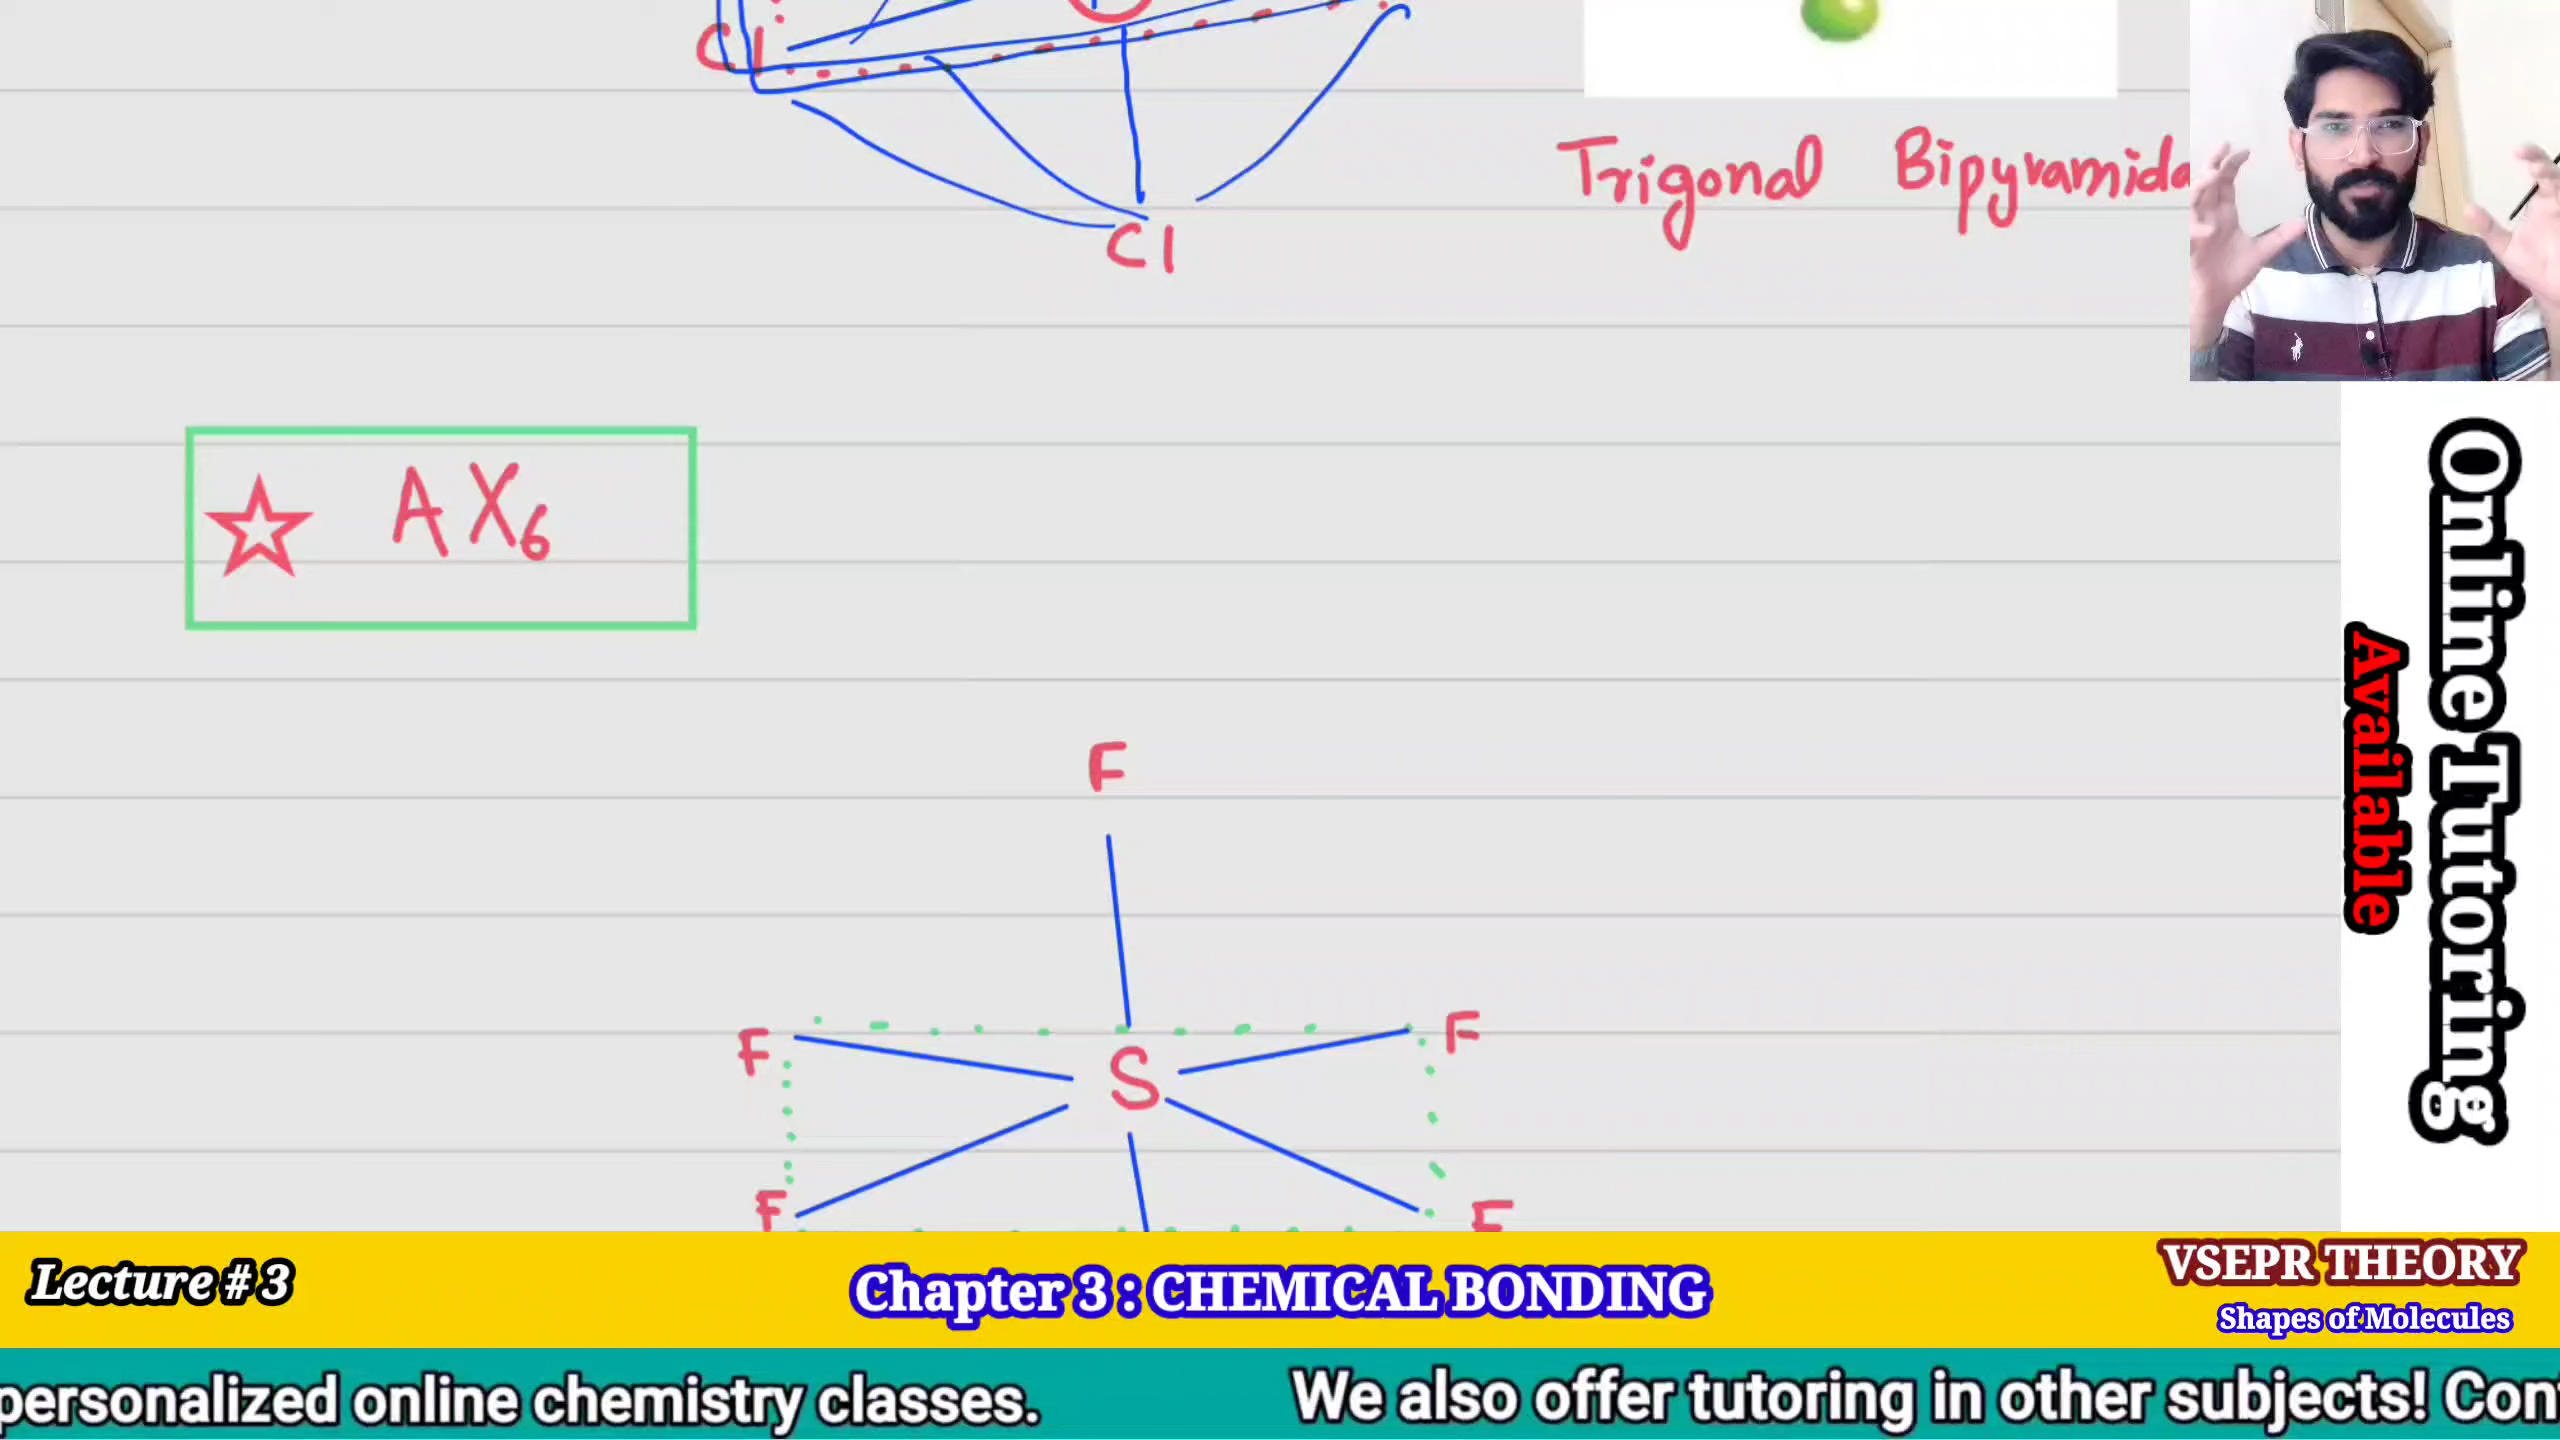 Cl
Cl
Trigonal Bipyramida
AX6
F
F
S
F
F
F
Online Tutoring
Available
Lecture # 3
Chapter 3 : CHEMICAL BONDING
VSEPR THEORY
Shapes of Molecules
personalized online chemistry classes.
We also offer tutoring in other subjects! Con